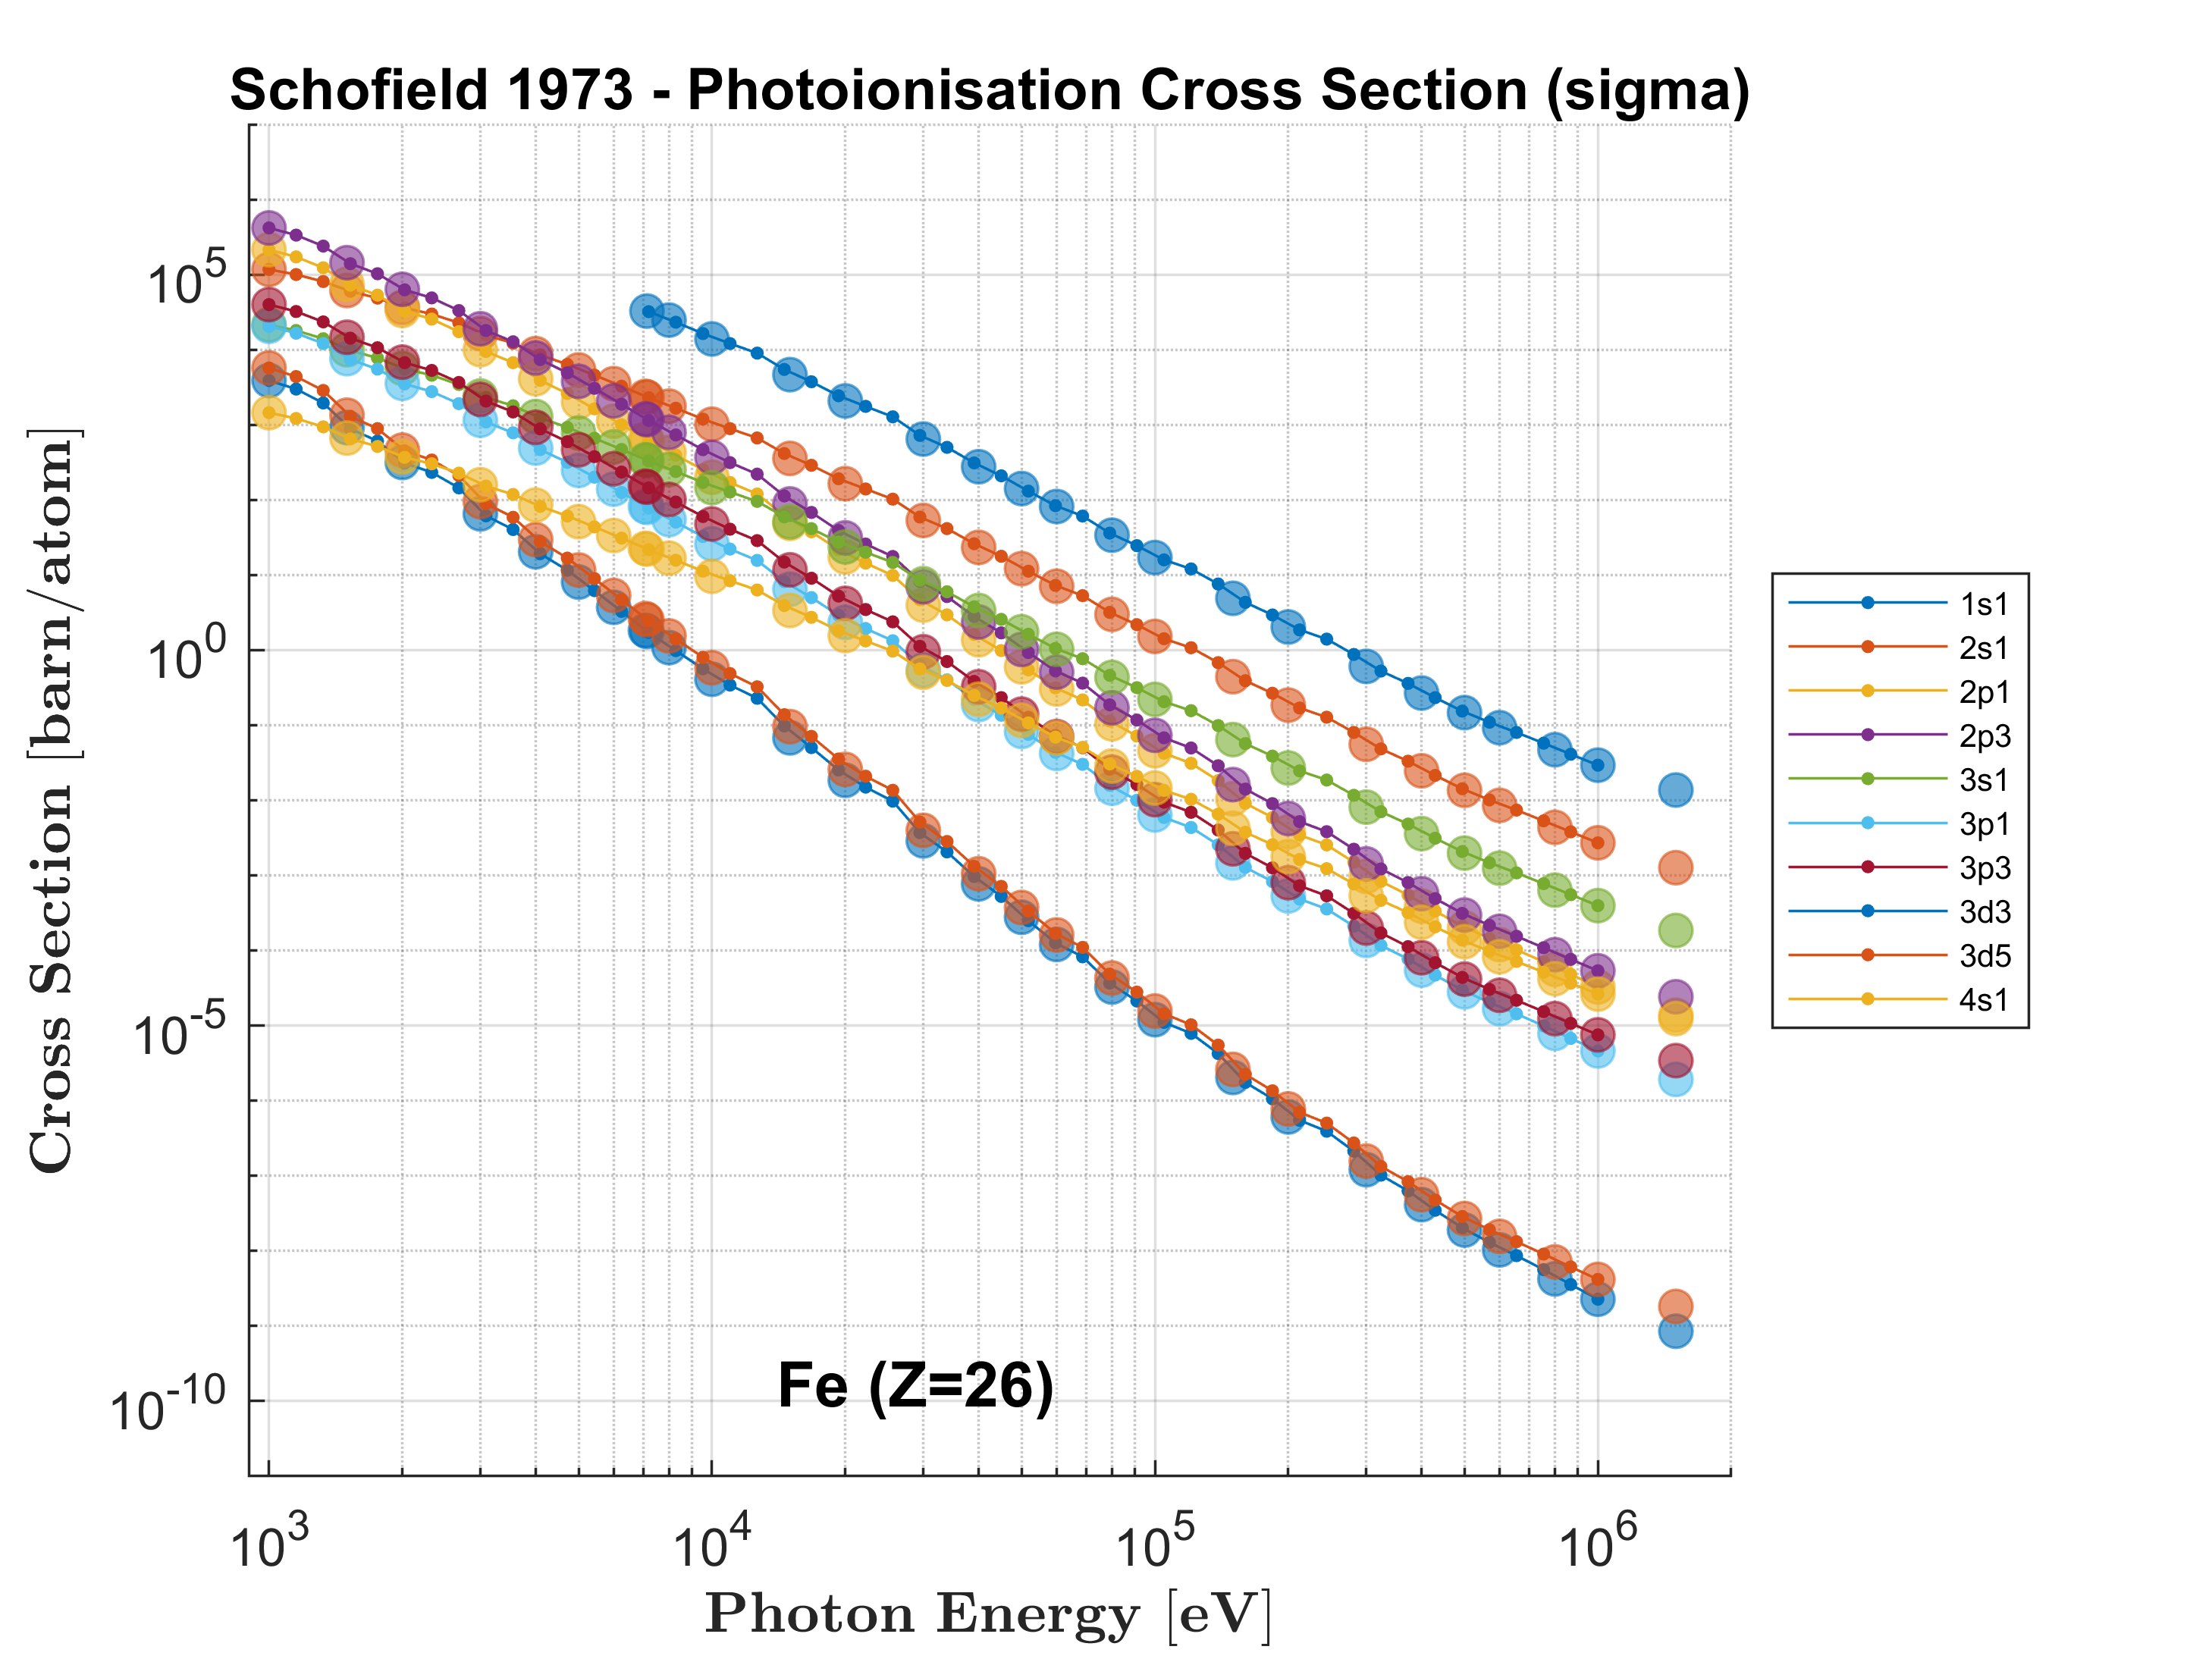 Schofield 1973 - Photoionisation Cross Section (sigma)
Cross Section [barn/atom]
10^5
10^0
10^-5
10^-10
Fe (Z=26)
10^3
10^4
10^5
10^6
Photon Energy [eV]
1s1
2s1
2p1
2p3
3s1
3p1
3p3
3d3
3d5
4s1